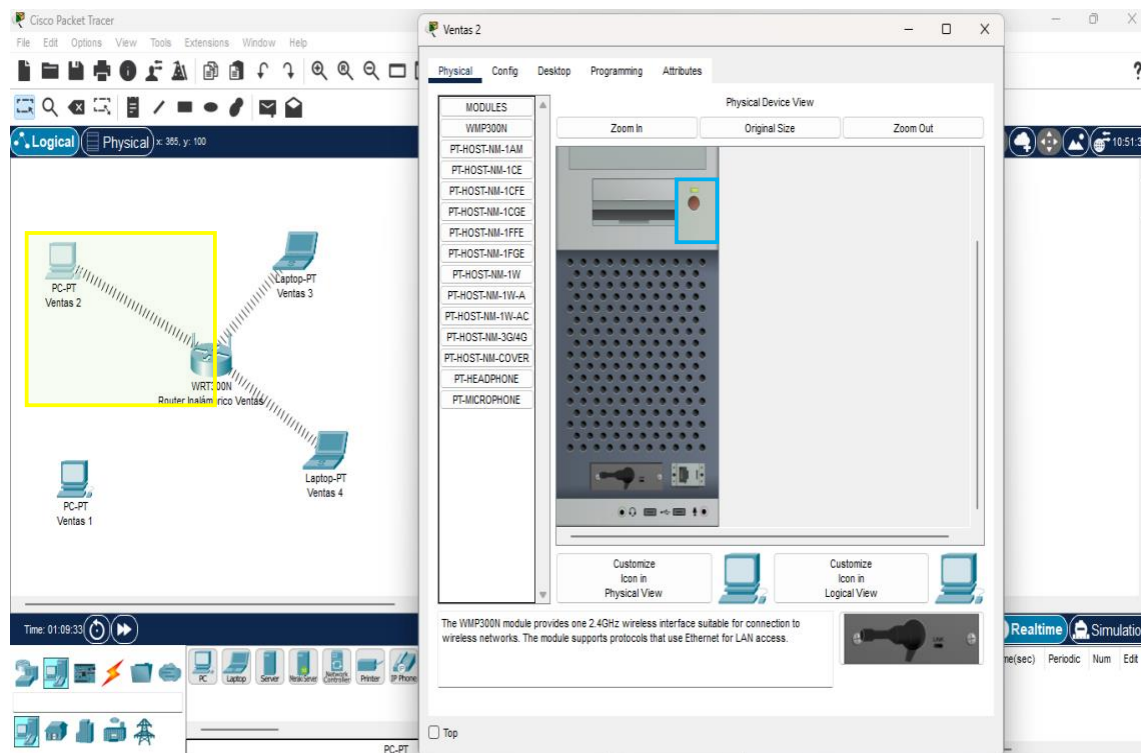 Cisco Packet Tracer
File Edit Options View Tools Extensions Window Help
Logical
Physical
x: 365, y: 100
PC-PT
Ventas 2
Laptop-PT
Ventas 3
WRT300N
Router Inalámbrico Ventas
Laptop-PT
Ventas 4
PC-PT
Ventas 1
Time: 01:09:33
PC
Laptop
Server
Printer
IP Phone
PC-PT
Ventas 2
Physical Config Desktop Programming Attributes
MODULES
WMP300N
PT-HOST-NM-1AM
PT-HOST-NM-1CE
PT-HOST-NM-1CFE
PT-HOST-NM-1CGE
PT-HOST-NM-1FFE
PT-HOST-NM-1FGE
PT-HOST-NM-1W
PT-HOST-NM-1W-A
PT-HOST-NM-1W-AC
PT-HOST-NM-3G/4G
PT-HOST-NM-COVER
PT-HEADPHONE
PT-MICROPHONE
Physical Device View
Zoom In Original Size Zoom Out
Customize
Icon in
Physical View
Customize
Icon in
Logical View
The WMP300N module provides one 2.4GHz wireless interface suitable for connection to
wireless networks. The module supports protocols that use Ethernet for LAN access.
Top
?
10:51:3
Realtime
Simulatio
me(sec) Periodic Num Edit